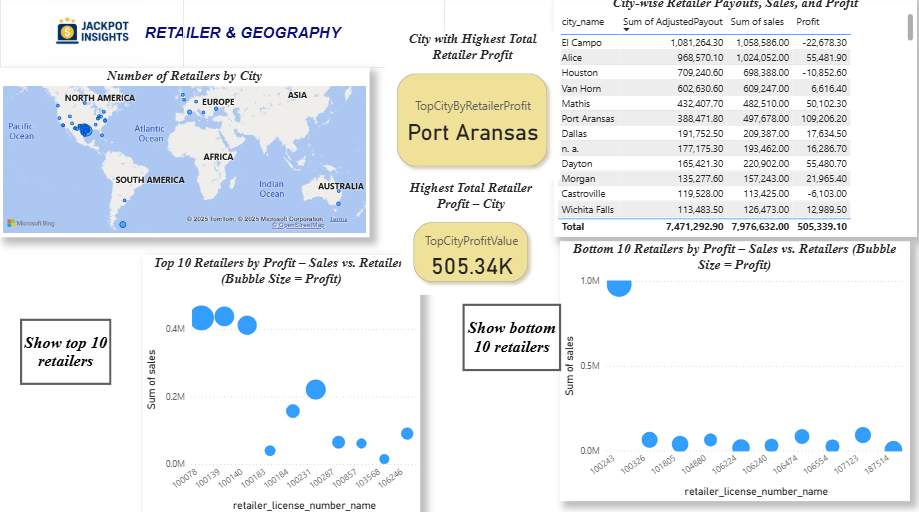 JACKPOT
INSIGHTS
RETAILER & GEOGRAPHY
Number of Retailers by City
NORTH AMERICA
EUROPE
ASIA
Pacific
Ocean
Atlantic
Ocean
AFRICA
SOUTH AMERICA
Indian
Ocean
AUSTRALIA
Microsoft Bing
© 2025 TomTom, © 2025 Microsoft Corporation, Terms
© OpenStreetMap
City with Highest Total
Retailer Profit
TopCityByRetailerProfit
Port Aransas
Highest Total Retailer
Profit – City
TopCityProfitValue
505.34K
City-wise Retailer Payouts, Sales, and Profit
city_name Sum of AdjustedPayout Sum of sales Profit
El Campo 1,081,264.30 1,058,586.00 -22,678.30
Alice 968,570.10 1,024,052.00 55,481.90
Houston 709,240.60 698,388.00 -10,852.60
Van Horn 602,630.60 609,247.00 6,616.40
Mathis 432,407.70 482,510.00 50,102.30
Port Aransas 388,471.80 497,678.00 109,206.20
Dallas 191,752.50 209,387.00 17,634.50
n. a. 177,175.30 193,462.00 16,286.70
Dayton 165,421.30 220,902.00 55,480.70
Morgan 135,277.60 157,243.00 21,965.40
Castroville 119,528.00 113,425.00 -6,103.00
Wichita Falls 113,483.50 126,473.00 12,989.50
Total 7,471,292.90 7,976,632.00 505,339.10
Show top 10
retailers
Top 10 Retailers by Profit – Sales vs. Retailer
(Bubble Size = Profit)
Sum of sales
0.4M
0.2M
0.0M
100078 100139 100140 100183 100184 100231 100287 100857 103568 106246
retailer_license_number_name
Show bottom
10 retailers
Bottom 10 Retailers by Profit – Sales vs. Retailers (Bubble
Size = Profit)
Sum of sales
1.0M
0.5M
0.0M
100243 100326 101805 104880 106224 106240 106474 106554 107123 187514
retailer_license_number_name